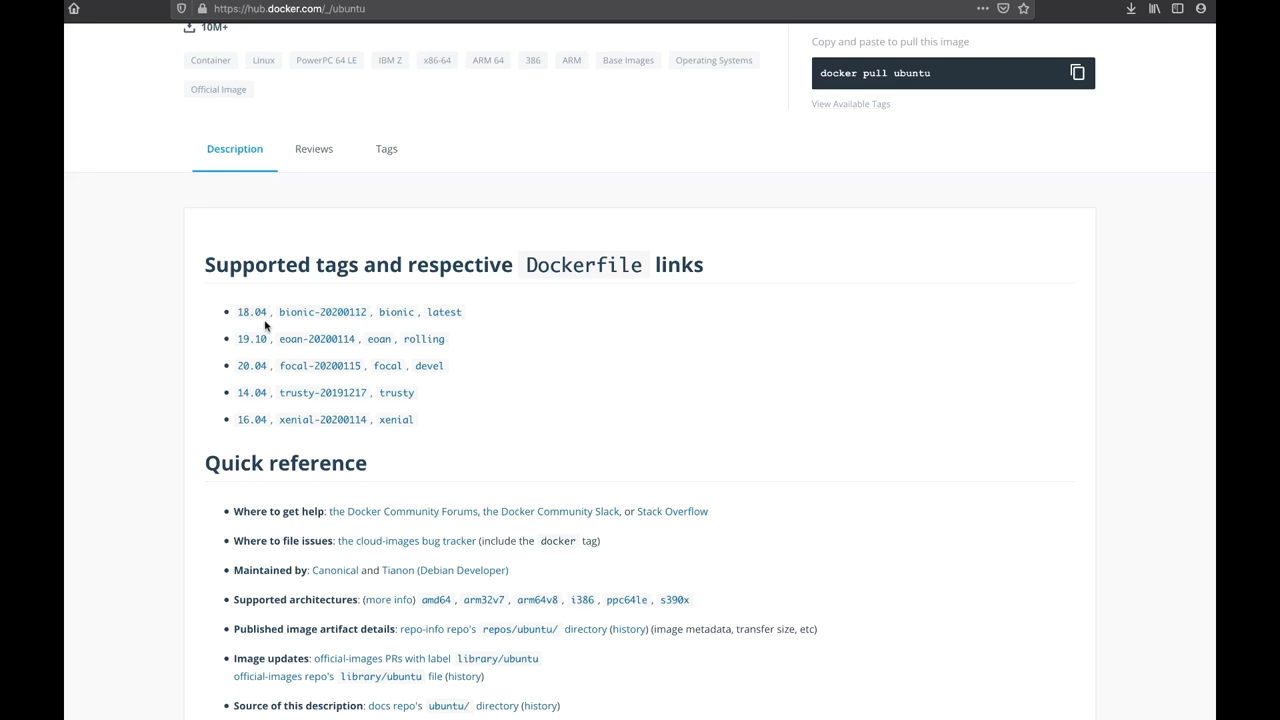 https://hub.docker.com/_/ubuntu
10M+
Copy and paste to pull this image
Container Linux PowerPC 64 LE IBM Z x86-64 ARM 64 386 ARM Base Images Operating Systems
docker pull ubuntu
Official Image
View Available Tags
Description Reviews Tags
Supported tags and respective Dockerfile links
18.04, bionic-20200112, bionic, latest
19.10, eoan-20200114, eoan, rolling
20.04, focal-20200115, focal, devel
14.04, trusty-20191217, trusty
16.04, xenial-20200114, xenial
Quick reference
Where to get help: the Docker Community Forums, the Docker Community Slack, or Stack Overflow
Where to file issues: the cloud-images bug tracker (include the docker tag)
Maintained by: Canonical and Tianon (Debian Developer)
Supported architectures: (more info) amd64, arm32v7, arm64v8, i386, ppc64le, s390x
Published image artifact details: repo-info repo's repos/ubuntu/ directory (history) (image metadata, transfer size, etc)
Image updates: official-images PRs with label library/ubuntu
official-images repo's library/ubuntu file (history)
Source of this description: docs repo's ubuntu/ directory (history)